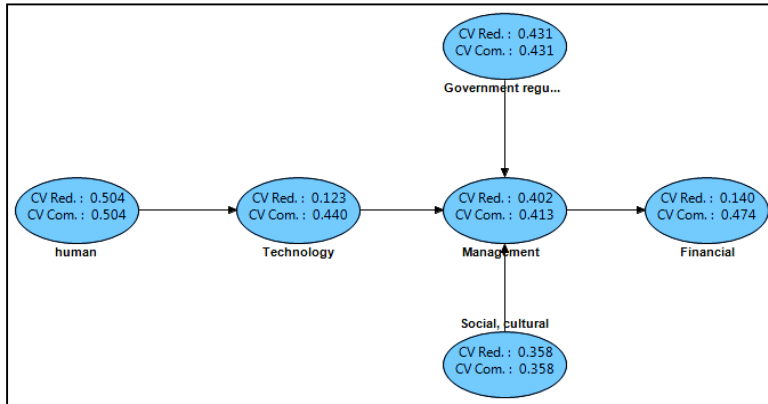 CV Red. : 0.431
CV Com. : 0.431
Government regu...
CV Red. : 0.504
CV Com. : 0.504
human
CV Red. : 0.123
CV Com. : 0.440
Technology
CV Red. : 0.402
CV Com. : 0.413
Management
CV Red. : 0.140
CV Com. : 0.474
Financial
Social, cultural
CV Red. : 0.358
CV Com. : 0.358